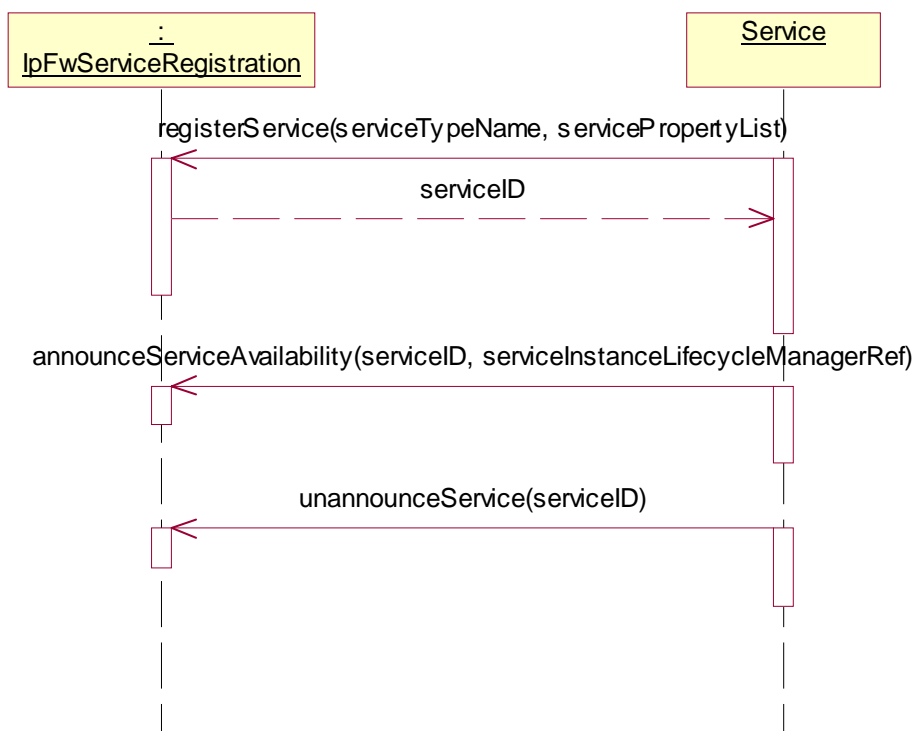 :
IpFwServiceRegistration
Service
registerService(serviceTypeName, servicePropertyList)
serviceID
announceServiceAvailability(serviceID, serviceInstanceLifecycleManagerRef)
unannounceService(serviceID)